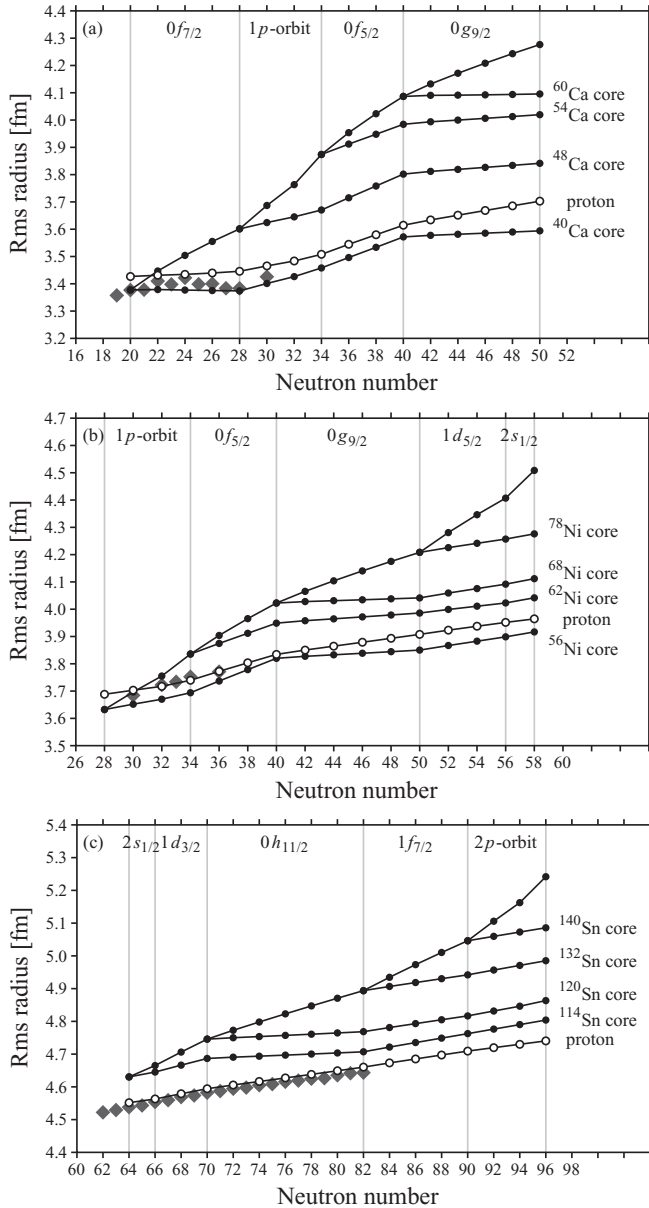 (a) 0f7/2 1p-orbit 0f5/2 0g9/2
4.4
4.3
4.2
4.1
4.0
3.9
3.8
3.7
3.6
3.5
3.4
3.3
3.2
Rms radius [fm]
60Ca core
54Ca core
48Ca core
proton
40Ca core
16 18 20 22 24 26 28 30 32 34 36 38 40 42 44 46 48 50 52
Neutron number
(b) 1p-orbit 0f5/2 0g9/2 1d5/2 2s1/2
4.7
4.6
4.5
4.4
4.3
4.2
4.1
4.0
3.9
3.8
3.7
3.6
3.5
Rms radius [fm]
78Ni core
68Ni core
62Ni core
proton
56Ni core
26 28 30 32 34 36 38 40 42 44 46 48 50 52 54 56 58 60
Neutron number
(c) 2s1/2 1d3/2 0h11/2 1f7/2 2p-orbit
5.4
5.3
5.2
5.1
5.0
4.9
4.8
4.7
4.6
4.5
4.4
Rms radius [fm]
140Sn core
132Sn core
120Sn core
114Sn core
proton
60 62 64 66 68 70 72 74 76 78 80 82 84 86 88 90 92 94 96 98
Neutron number